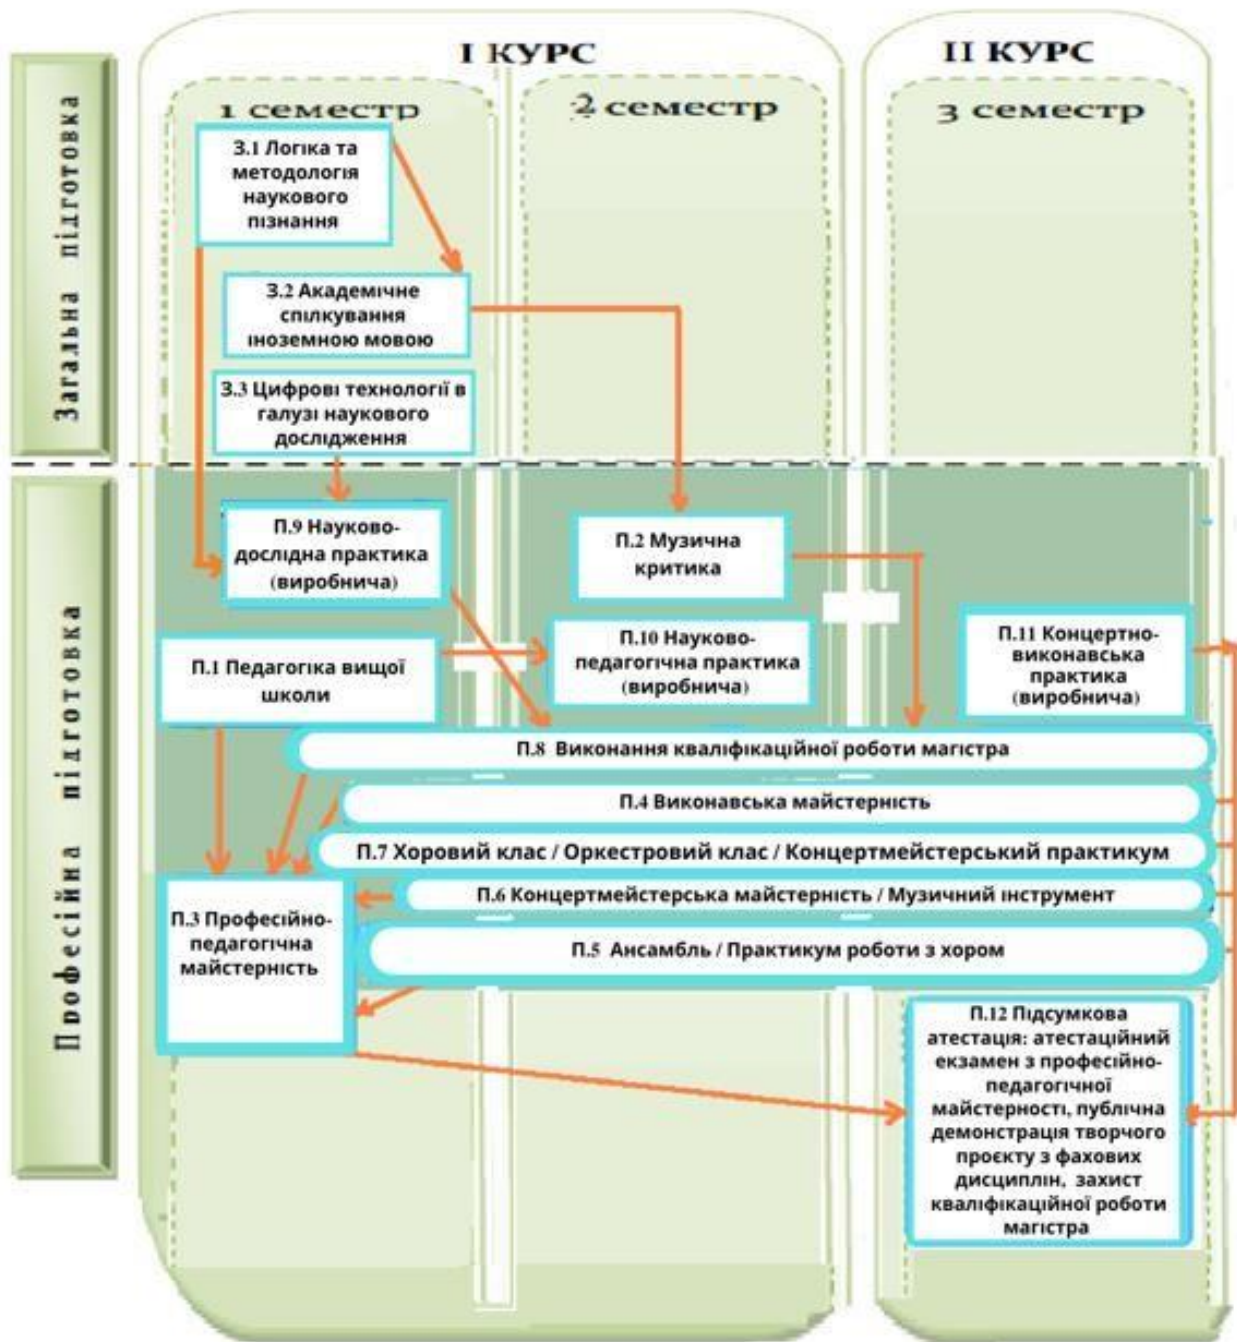 І КУРС
ІІ КУРС
1 семестр
2 семестр
3 семестр
Загальна підготовка
З.1 Логіка та
методологія
наукового
пізнання
З.2 Академічне
спілкування
іноземною мовою
З.3 Цифрові технології в
галузі наукового
дослідження
Професійна підготовка
П.9 Науково-
дослідна практика
(виробнича)
П.2 Музична
критика
П.1 Педагогіка вищої
школи
П.10 Науково-
педагогічна практика
(виробнича)
П.11 Концертно-
виконавська
практика
(виробнича)
П.8 Виконання кваліфікаційної роботи магістра
П.4 Виконавська майстерність
П.7 Хоровий клас / Оркестровий клас / Концертмейстерський практикум
П.6 Концертмейстерська майстерність / Музичний інструмент
П.3 Професійно-
педагогічна
майстерність
П.5 Ансамбль / Практикум роботи з хором
П.12 Підсумкова
атестація: атестаційний
екзамен з професійно-
педагогічної
майстерності, публічна
демонстрація творчого
проєкту з фахових
дисциплін, захист
кваліфікаційної роботи
магістра